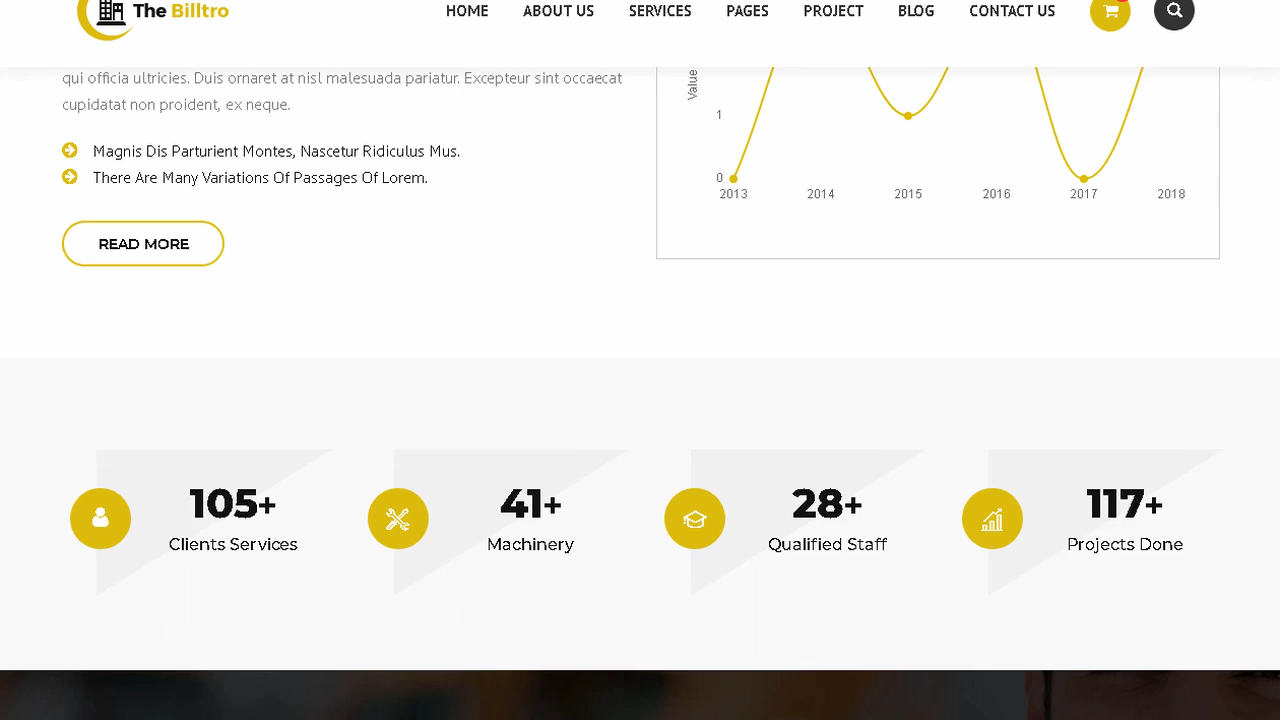 The Billtro
HOME ABOUT US SERVICES PAGES PROJECT BLOG CONTACT US
qui officia ultricies. Duis ornaret at nisl malesuada pariatur. Excepteur sint occaecat
cupidatat non proident, ex neque.
Magnis Dis Parturient Montes, Nascetur Ridiculus Mus.
There Are Many Variations Of Passages Of Lorem.
READ MORE
Value
1
0
2013 2014 2015 2016 2017 2018
105+
Clients Services
41+
Machinery
28+
Qualified Staff
117+
Projects Done